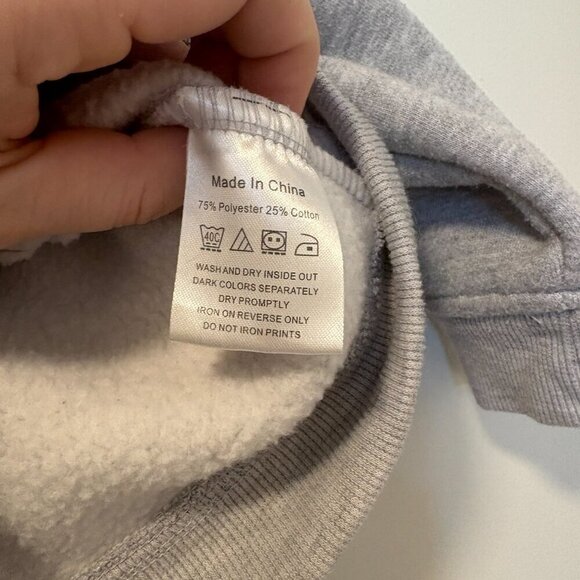 Made In China
75% Polyester 25% Cotton
40C
WASH AND DRY INSIDE OUT
DARK COLORS SEPARATELY
DRY PROMPTLY
IRON ON REVERSE ONLY
DO NOT IRON PRINTS